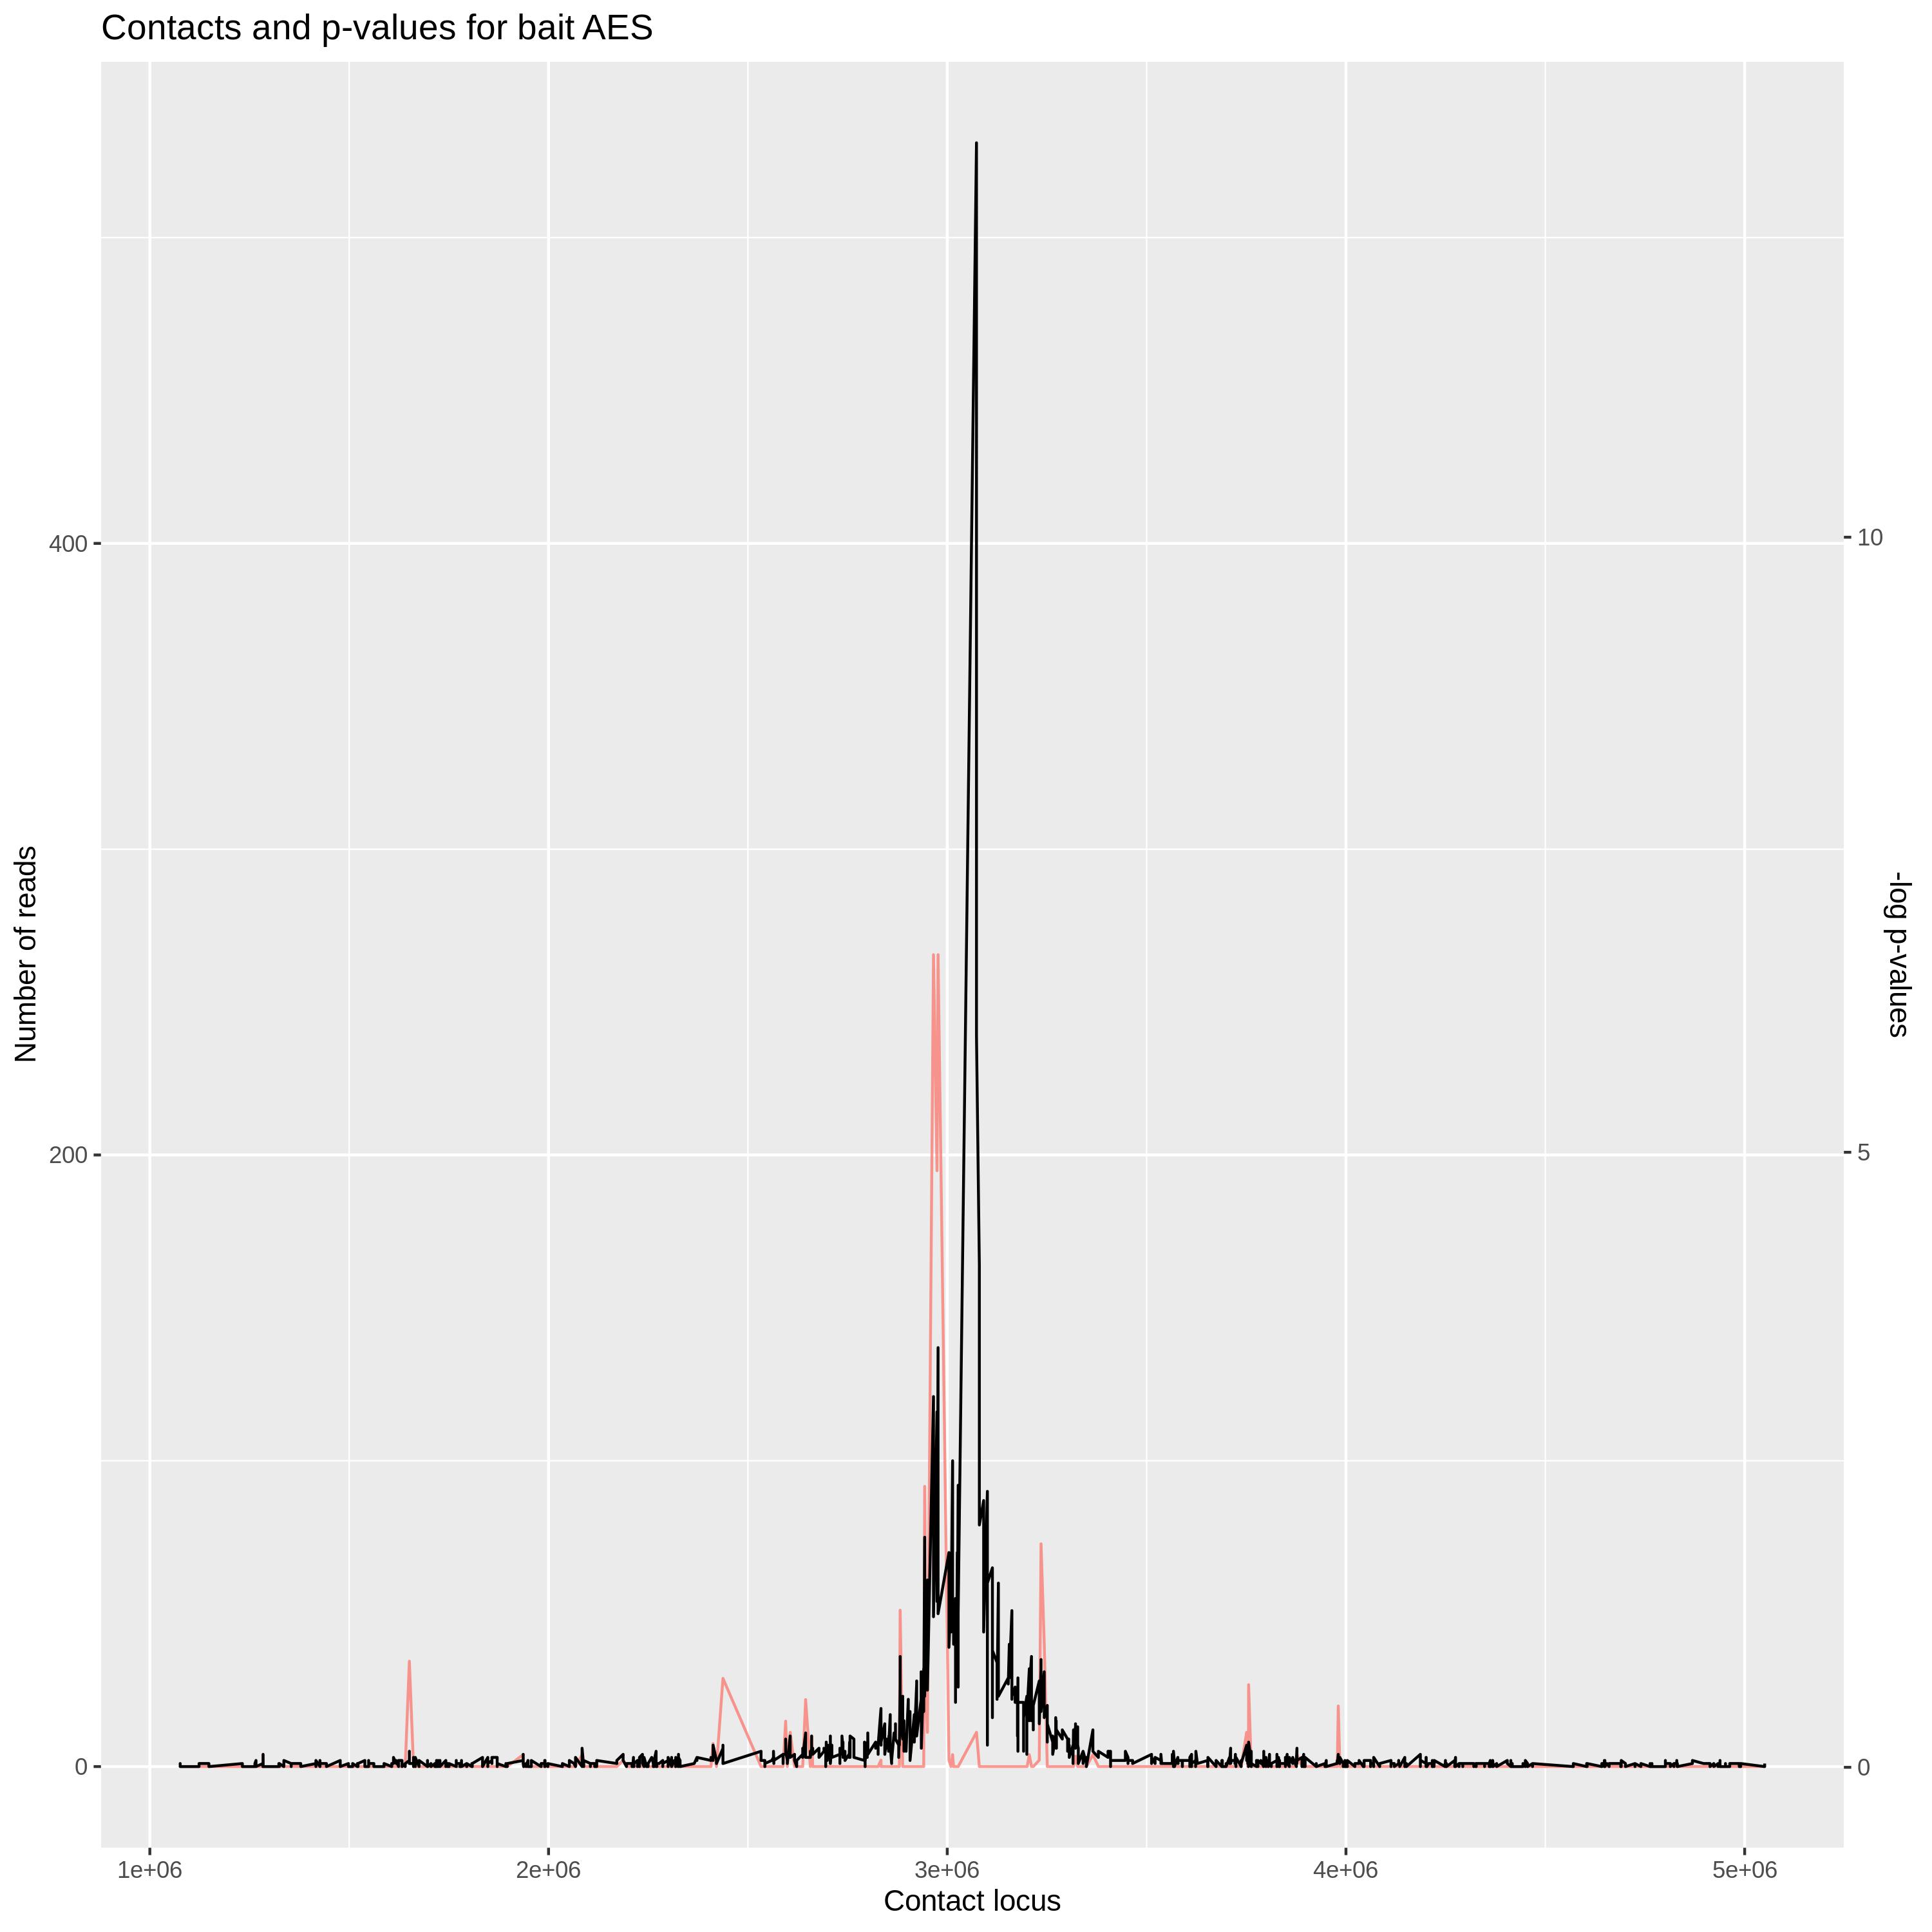 Contacts and p-values for bait AES
Number of reads
400
200
0
10
5
0
-log p-values
1e+06
2e+06
3e+06
4e+06
5e+06
Contact locus